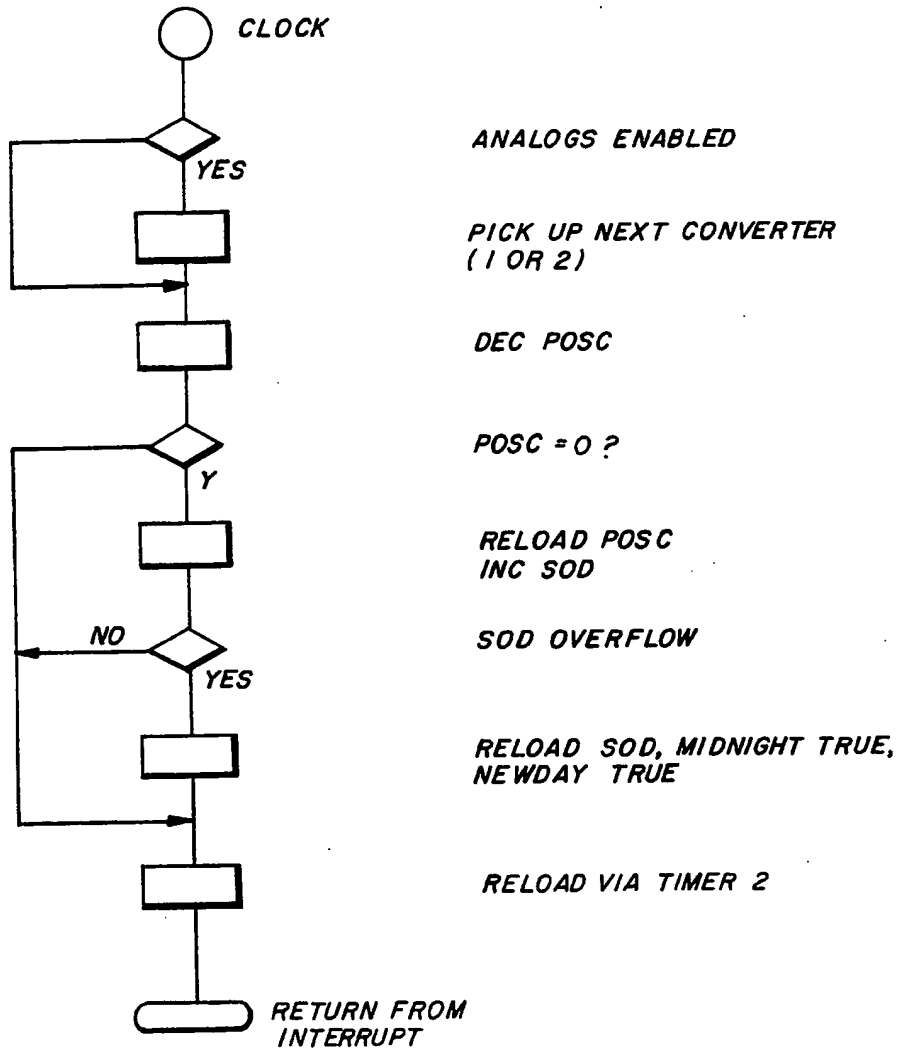 CLOCK
ANALOGS ENABLED
YES
PICK UP NEXT CONVERTER
(1 OR 2)
DEC POSC
POSC = 0 ?
Y
RELOAD POSC
INC SOD
NO
SOD OVERFLOW
YES
RELOAD SOD, MIDNIGHT TRUE,
NEWDAY TRUE
RELOAD VIA TIMER 2
RETURN FROM
INTERRUPT